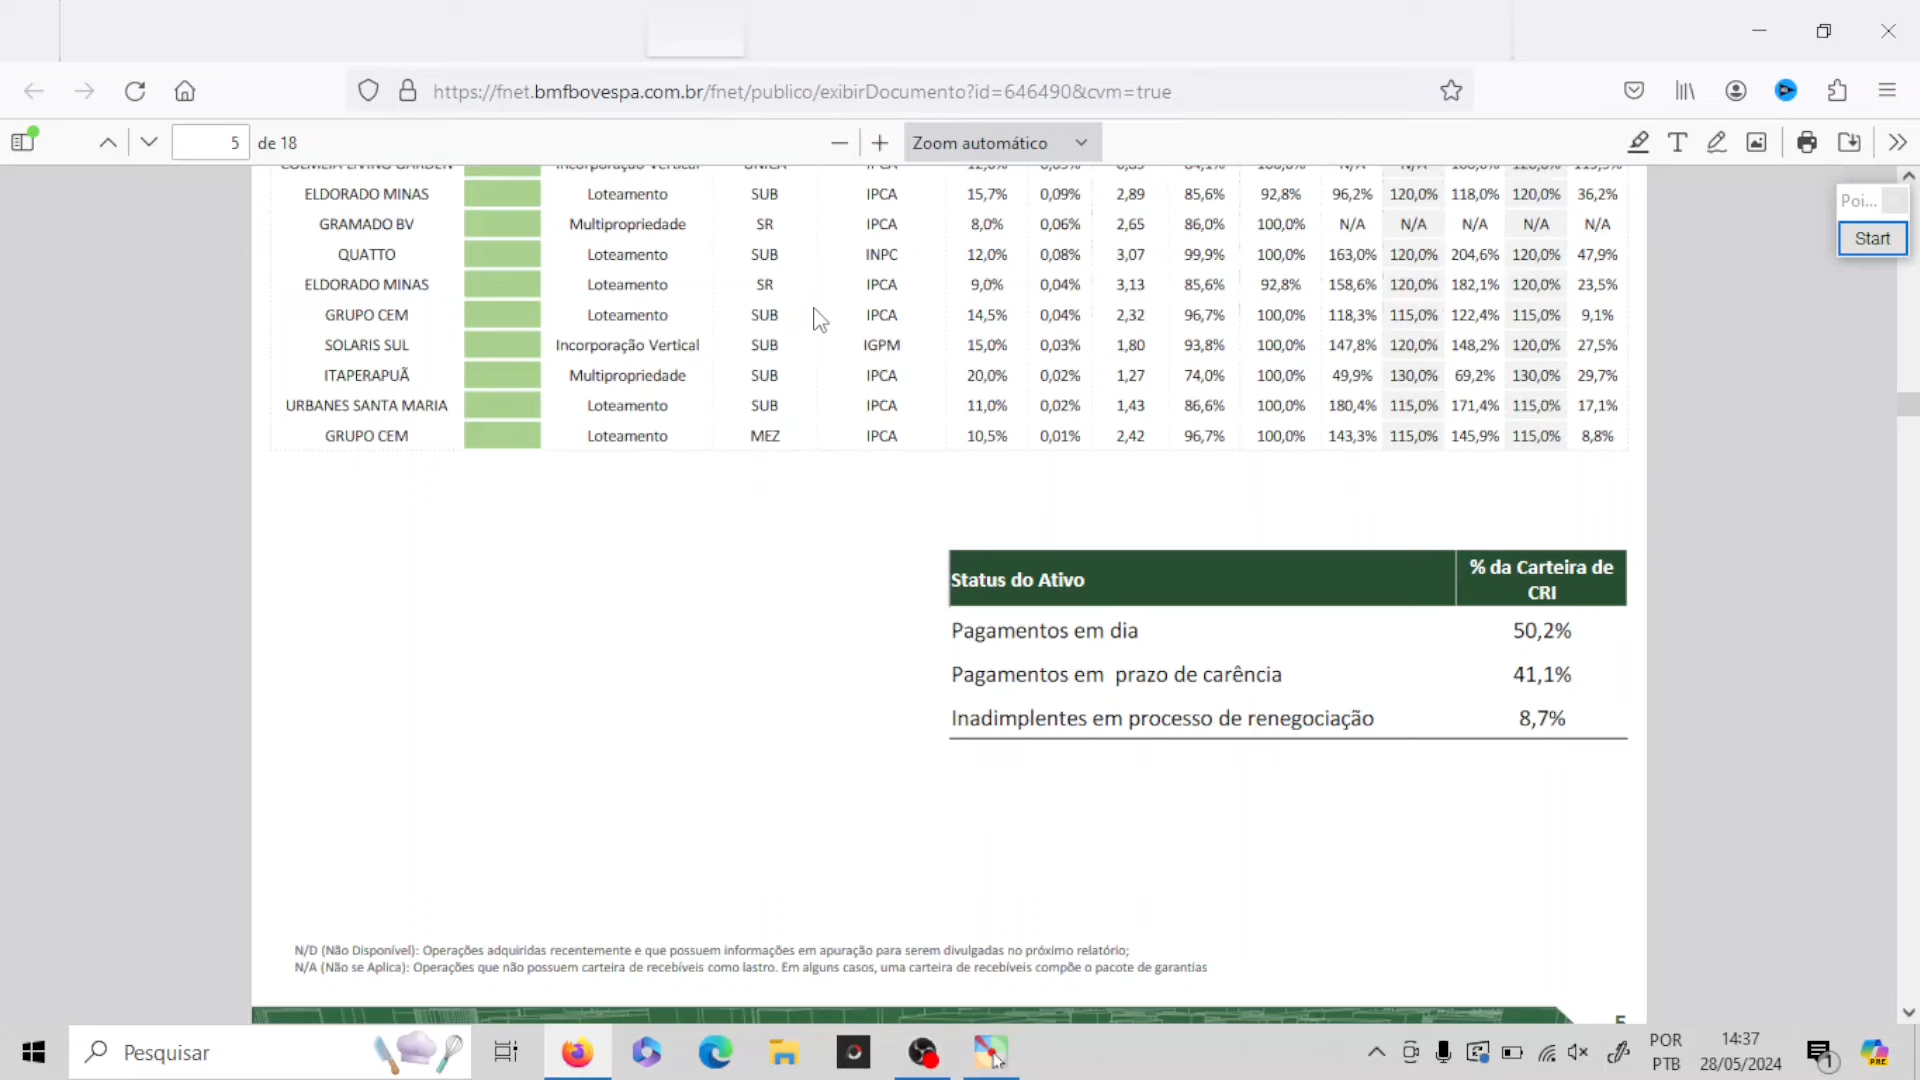 https://fnet.bmfbovespa.com.br/fnet/publico/exibirDocumento?id=646490&cvm=true
5 de 18 Zoom automático
Poi...
Start
ELDORADO MINAS Loteamento SUB IPCA 15,7% 0,09% 2,89 85,6% 92,8% 96,2% 120,0% 118,0% 120,0% 36,2%
GRAMADO BV Multipropriedade SR IPCA 8,0% 0,06% 2,65 86,0% 100,0% N/A N/A N/A N/A N/A
QUATTO Loteamento SUB INPC 12,0% 0,08% 3,07 99,9% 100,0% 163,0% 120,0% 204,6% 120,0% 47,9%
ELDORADO MINAS Loteamento SR IPCA 9,0% 0,04% 3,13 85,6% 92,8% 158,6% 120,0% 182,1% 120,0% 23,5%
GRUPO CEM Loteamento SUB IPCA 14,5% 0,04% 2,32 96,7% 100,0% 118,3% 115,0% 122,4% 115,0% 9,1%
SOLARIS SUL Incorporação Vertical SUB IGPM 15,0% 0,03% 1,80 93,8% 100,0% 147,8% 120,0% 148,2% 120,0% 27,5%
ITAPERAPUÃ Multipropriedade SUB IPCA 20,0% 0,02% 1,27 74,0% 100,0% 49,9% 130,0% 69,2% 130,0% 29,7%
URBANES SANTA MARIA Loteamento SUB IPCA 11,0% 0,02% 1,43 86,6% 100,0% 180,4% 115,0% 171,4% 115,0% 17,1%
GRUPO CEM Loteamento MEZ IPCA 10,5% 0,01% 2,42 96,7% 100,0% 143,3% 115,0% 145,9% 115,0% 8,8%
Status do Ativo % da Carteira de
CRI
Pagamentos em dia 50,2%
Pagamentos em prazo de carência 41,1%
Inadimplentes em processo de renegociação 8,7%
N/D (Não Disponível): Operações adquiridas recentemente e que possuem informações em apuração para serem divulgadas no próximo relatório;
N/A (Não se Aplica): Operações que não possuem carteira de recebíveis como lastro. Em alguns casos, uma carteira de recebíveis compõe o pacote de garantias
Pesquisar
POR
PTB
14:37
28/05/2024
1
PRE